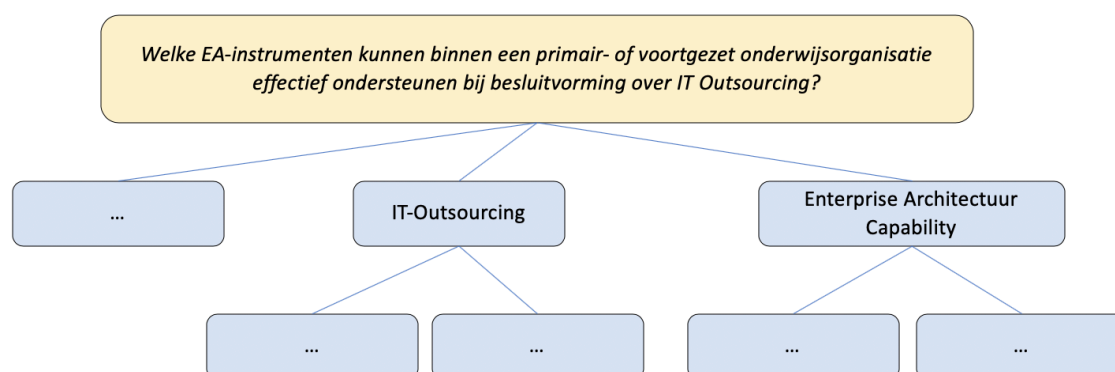 Welke EA-instrumenten kunnen binnen een primair- of voortgezet onderwijsorganisatie
effectief ondersteunen bij besluitvorming over IT Outsourcing?
...
IT-Outsourcing
Enterprise Architectuur
Capability
...
...
...
...